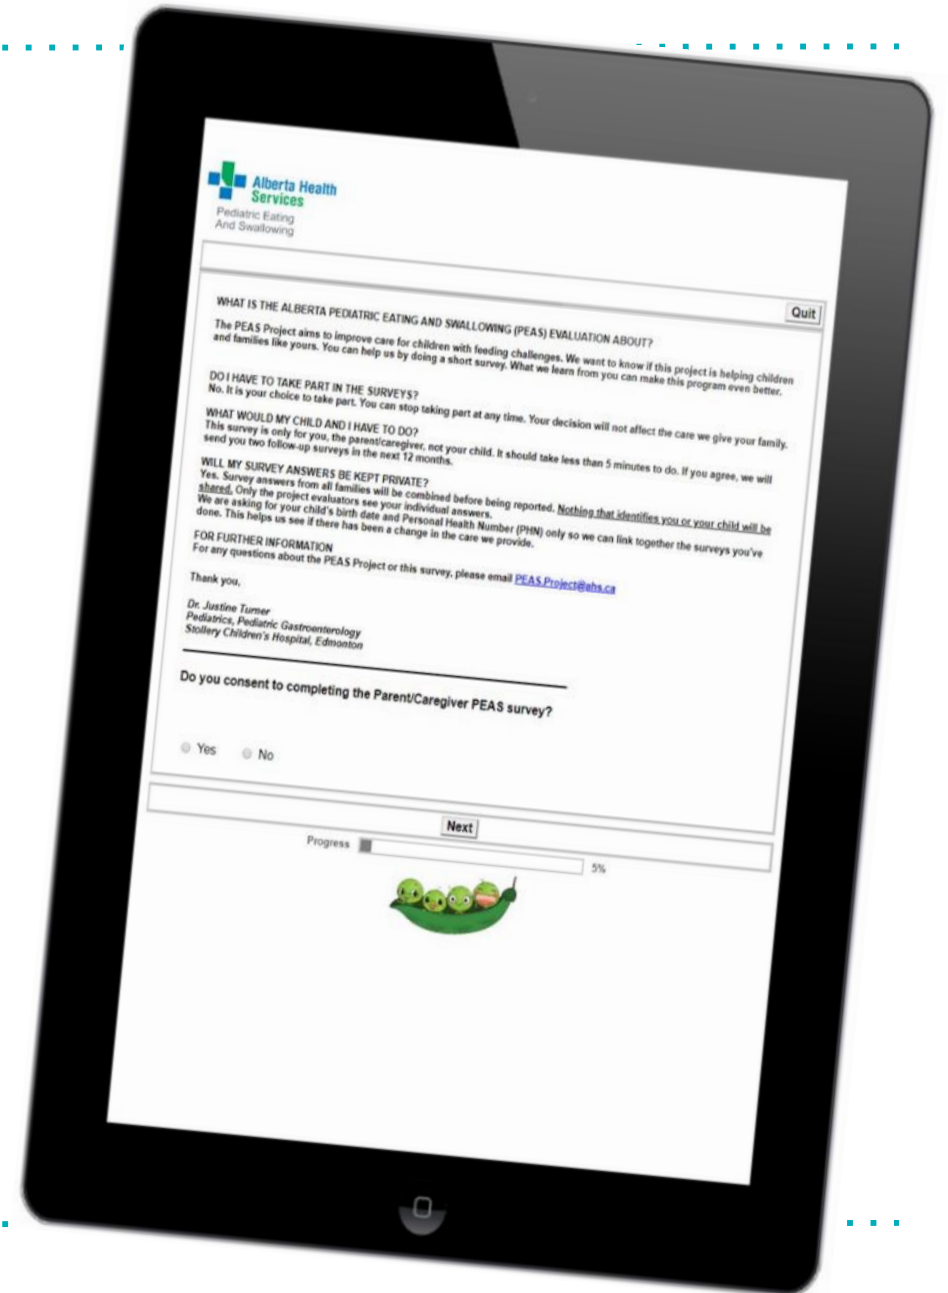 Alberta Health
Services
Pediatric Eating
And Swallowing
Quit
WHAT IS THE ALBERTA PEDIATRIC EATING AND SWALLOWING (PEAS) EVALUATION ABOUT?
The PEAS Project aims to improve care for children with feeding challenges. We want to know if this project is helping children
and families like yours. You can help us by doing a short survey. What we learn from you can make this program even better.
DO I HAVE TO TAKE PART IN THE SURVEYS?
No. It is your choice to take part. You can stop taking part at any time. Your decision will not affect the care we give your family.
WHAT WOULD MY CHILD AND I HAVE TO DO?
This survey is only for you, the parent/caregiver, not your child. It should take less than 5 minutes to do. If you agree, we will
send you two follow-up surveys in the next 12 months.
WILL MY SURVEY ANSWERS BE KEPT PRIVATE?
Yes. Survey answers from all families will be combined before being reported. Nothing that identifies you or your child will be
shared. Only the project evaluators see your individual answers.
We are asking for your child's birth date and Personal Health Number (PHN) only so we can link together the surveys you've
done. This helps us see if there has been a change in the care we provide.
FOR FURTHER INFORMATION
For any questions about the PEAS Project or this survey, please email PEAS.Project@ahs.ca
Thank you,
Dr. Justine Turner
Pediatrics, Pediatric Gastroenterology
Stollery Children's Hospital, Edmonton
Do you consent to completing the Parent/Caregiver PEAS survey?
Yes No
Next
Progress 5%